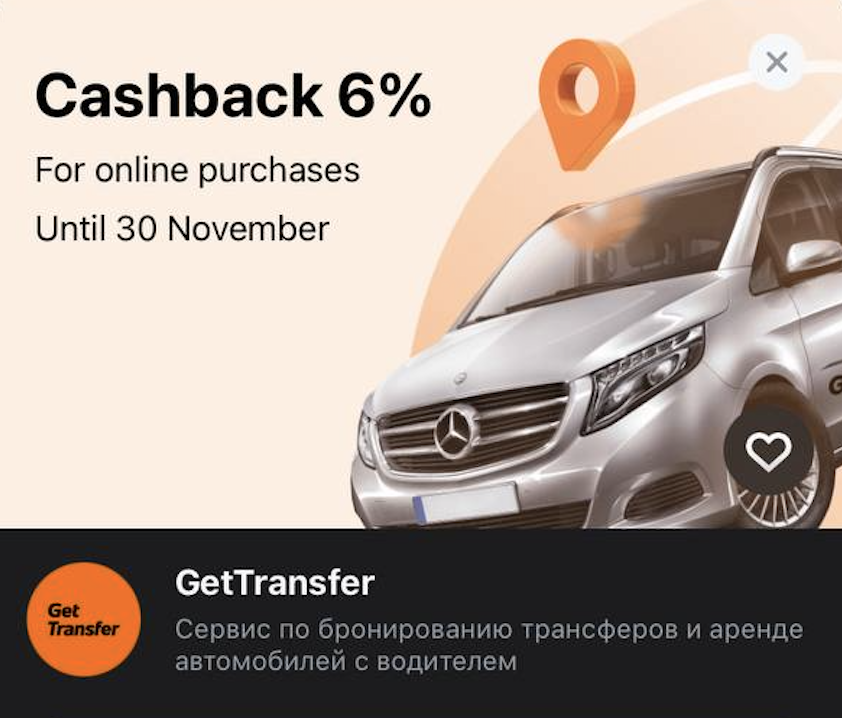 Cashback 6%
For online purchases
Until 30 November
G
Get
Transfer
GetTransfer
Сервис по бронированию трансферов и аренде
автомобилей с водителем